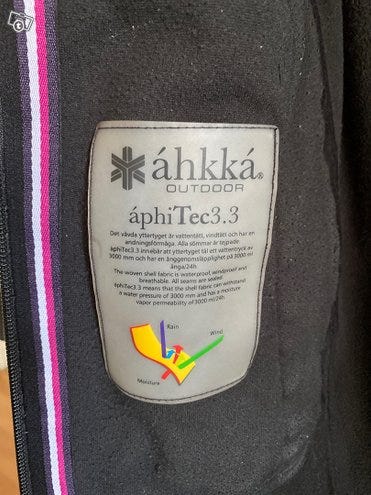 áhkká®
OUTDOOR
áphiTec3.3
Det vävda yttertyget är vattentätt, vindtätt och har en
andningsförmåga. Alla sömmar är tejpade.
áphiTec3.3 innebär att yttertyget tål ett vattentryck av
3000 mm och har en ånggenomsläpplighet på 3000 ml
ånga/24h.
The woven shell fabric is waterproof, windproof and
breathable. All seams are sealed
áphiTec3.3 means that the shell fabric can withstand
a water pressure of 3000 mm and has a moisture
vapor permeability of 3000 ml/24h.
Rain
Wind
Moisture